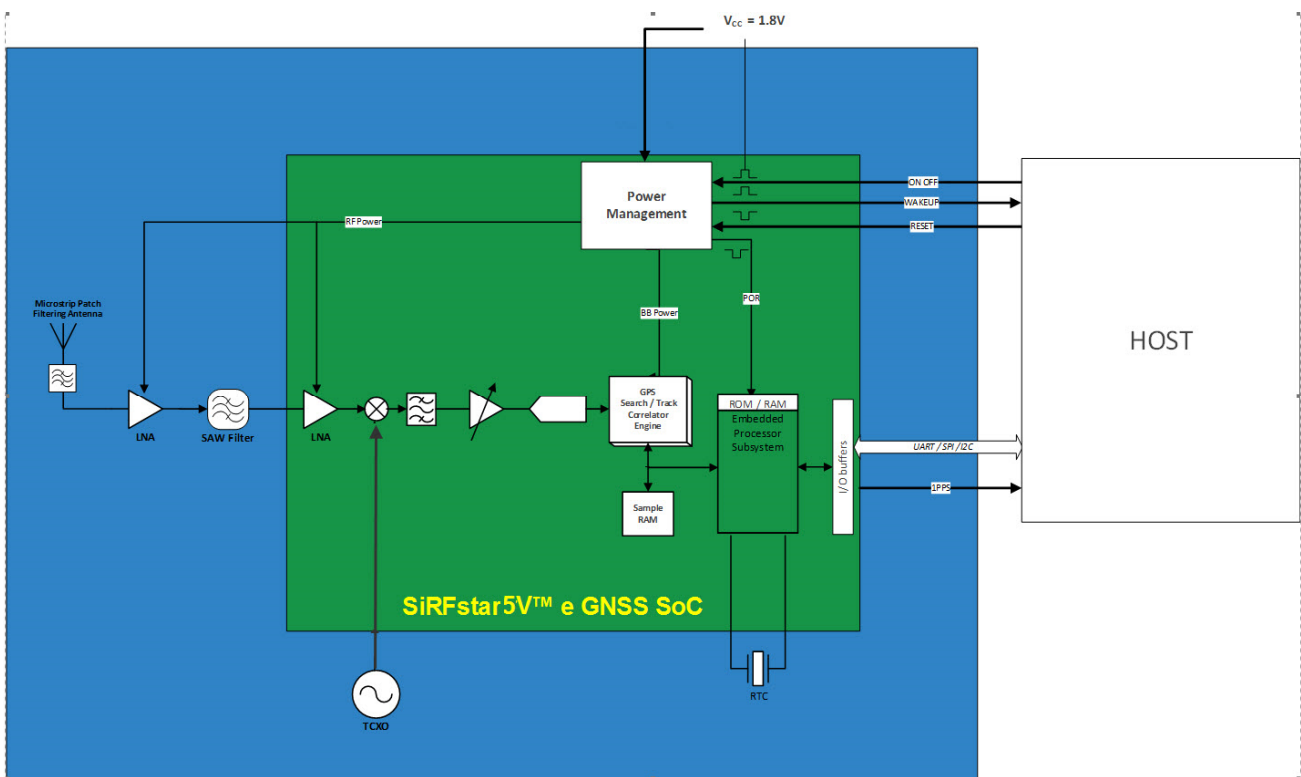 VCC = 1.8V
Power
Management
ON OFF
WAKEUP
RESET
RF Power
POR
BB Power
HOST
Microstrip Patch
Filtering Antenna
GPS
Search / Track
Correlator
Engine
ROM / RAM
Embedded
Processor
Subsystem
I/O buffers
LNA
SAW Filter
LNA
UART / SPI /I2C
1PPS
Sample
RAM
SiRFstar5V™ e GNSS SoC
RTC
TCXO